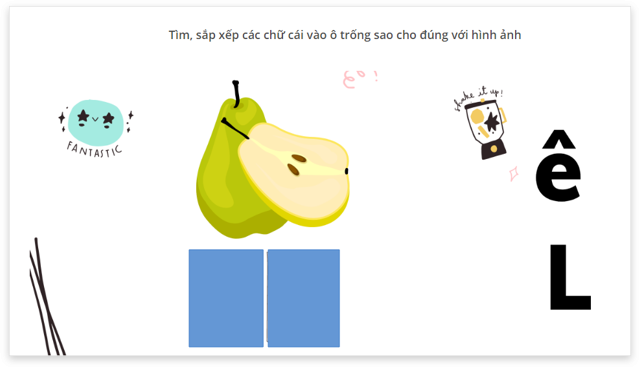 Tìm, sắp xếp các chữ cái vào ô trống sao cho đúng với hình ảnh
shake it up!
FANTASTIC
ê
L